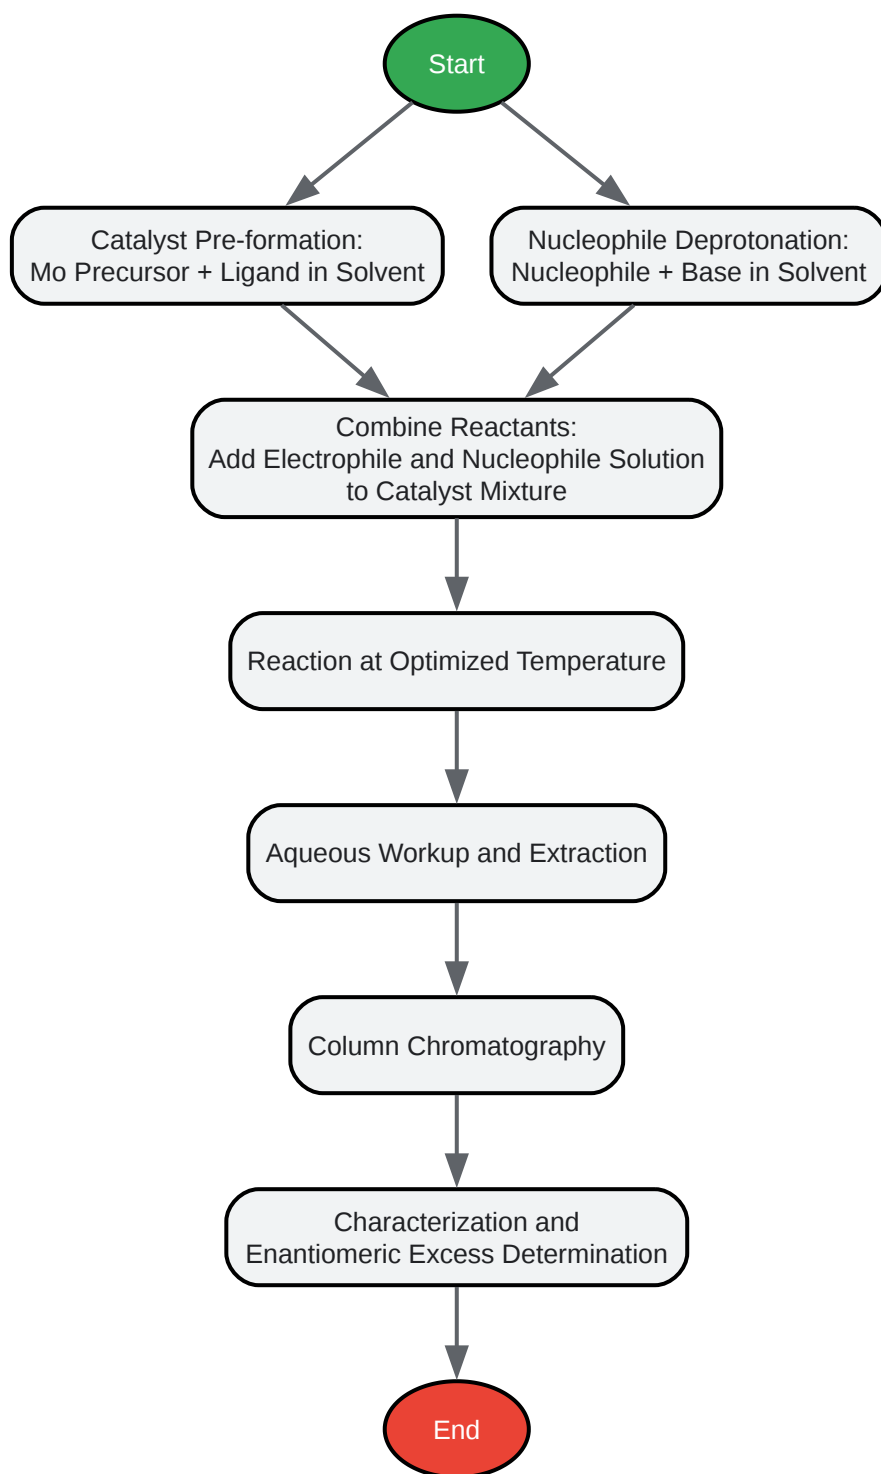 Start
Catalyst Pre-formation:
Mo Precursor + Ligand in Solvent
Nucleophile Deprotonation:
Nucleophile + Base in Solvent
Combine Reactants:
Add Electrophile and Nucleophile Solution
to Catalyst Mixture
Reaction at Optimized Temperature
Aqueous Workup and Extraction
Column Chromatography
Characterization and
Enantiomeric Excess Determination
End